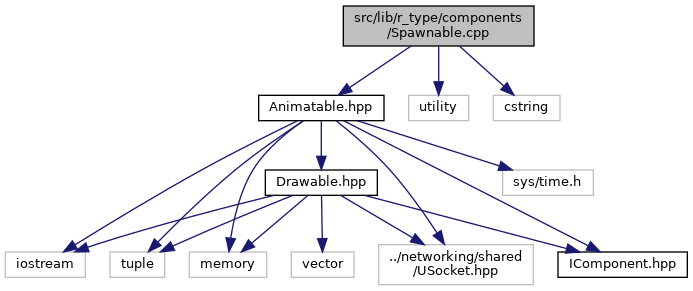 src/lib/r_type/components
/Spawnable.cpp
Animatable.hpp
utility
cstring
Drawable.hpp
sys/time.h
iostream
tuple
memory
vector
../networking/shared
/USocket.hpp
IComponent.hpp